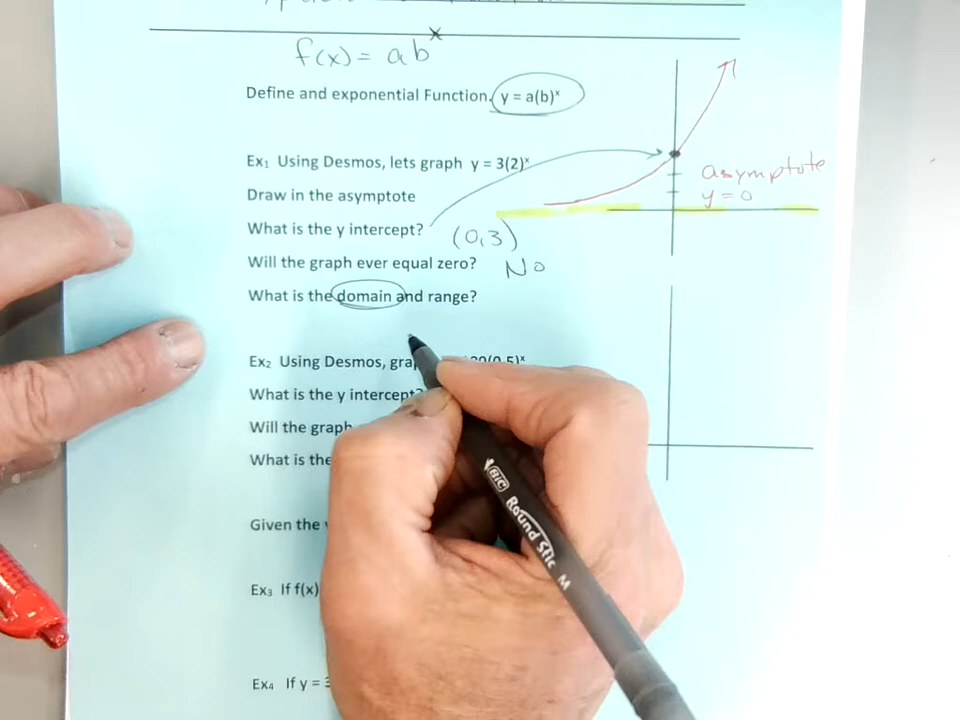 f(x) = ab^x
Define and exponential Function. y = a(b)ˣ
Ex₁ Using Desmos, lets graph y = 3(2)ˣ
Draw in the asymptote
asymptote
y = 0
What is the y intercept? (0,3)
Will the graph ever equal zero? No
What is the domain and range?
Ex₂ Using Desmos, 0(0.5)ˣ
What is the y intercept?
Will the graph
What is the
Given the
Ex₃ If f(x)
Ex₄ If y =
BIC Round Stic M